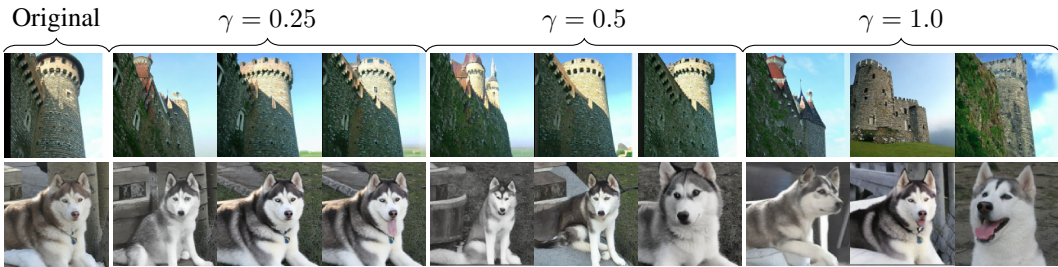 Original γ = 0.25 γ = 0.5 γ = 1.0